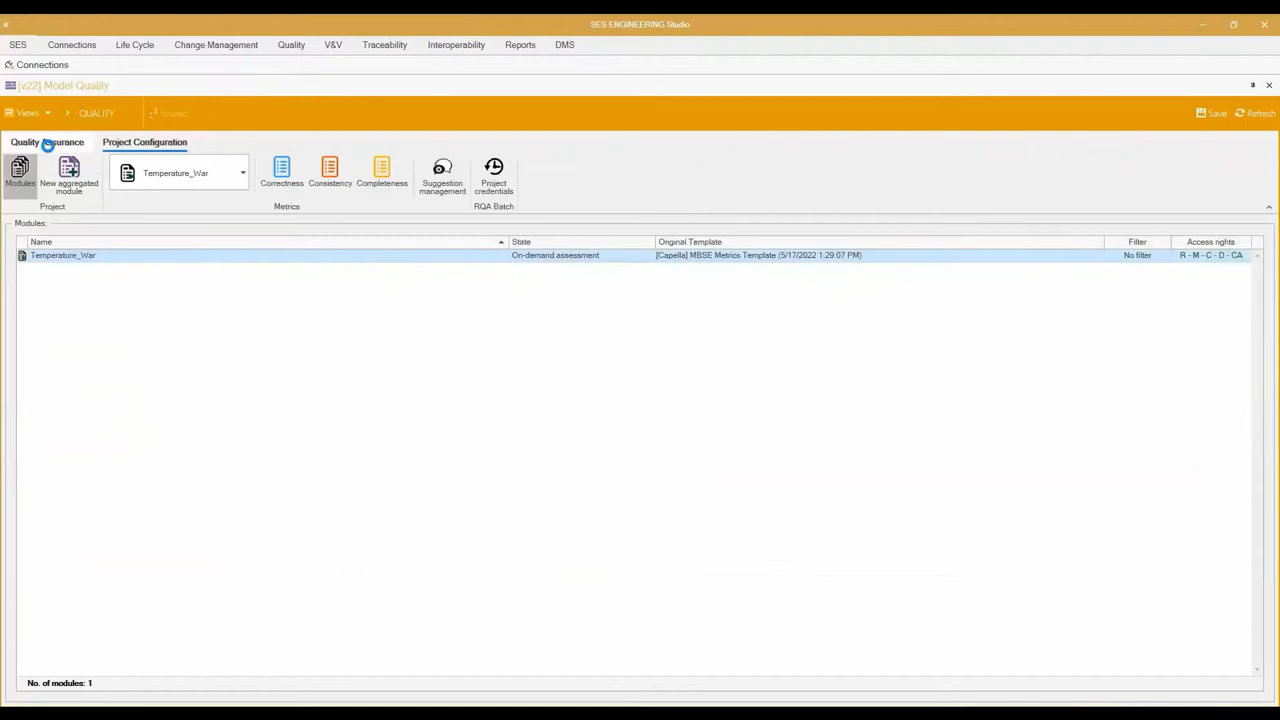 SES ENGINEERING Studio
SES Connections Life Cycle Change Management Quality V&V Traceability Interoperability Reports DMS
Connections
[v22] Model Quality
Views QUALITY Save Refresh
Quality Assurance Project Configuration
Modules New aggregated module Temperature_War Correctness Consistency Completeness Suggestion management Project credentials
Project Metrics RQA Batch
Modules:
Name State Original Template Filter Access rights
Temperature_War On-demand assessment [Capella] MBSE Metrics Template (5/17/2022 1:29:07 PM) No filter R - M - C - D - CA
No. of modules: 1